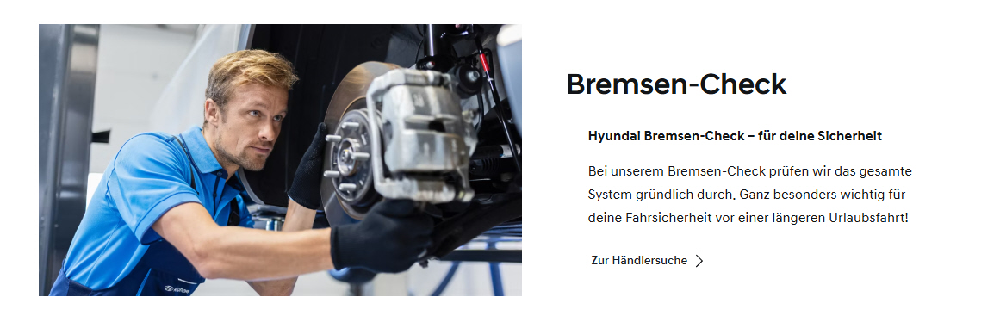 Bremsen-Check
Hyundai Bremsen-Check – für deine Sicherheit
Bei unserem Bremsen-Check prüfen wir das gesamte
System gründlich durch. Ganz besonders wichtig für
deine Fahrsicherheit vor einer längeren Urlaubsfahrt!
Zur Händlersuche
HYUNDAI